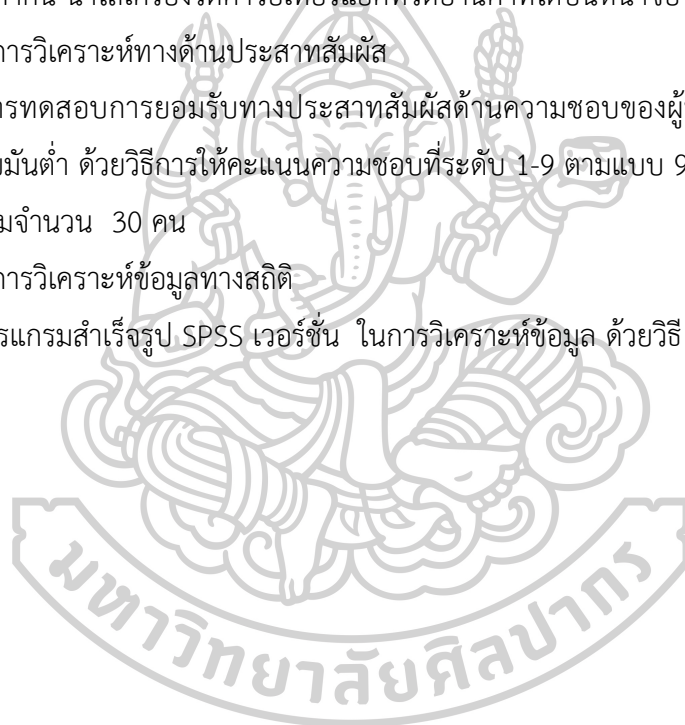 การวิเคราะห์ทางด้านประสาทสัมผัส
ารทดสอบการยอมรับทางประสาทสัมผัสด้านความชอบของผู้
มันต่ำ ด้วยวิธีการให้คะแนนความชอบที่ระดับ 1-9 ตามแบบ 9
มจำนวน 30 คน
การวิเคราะห์ข้อมูลทางสถิติ
รแกรมสำเร็จรูป SPSS เวอร์ชั่น ในการวิเคราะห์ข้อมูล ด้วยวิธี
มหาวิทยาลัยศิลปากร